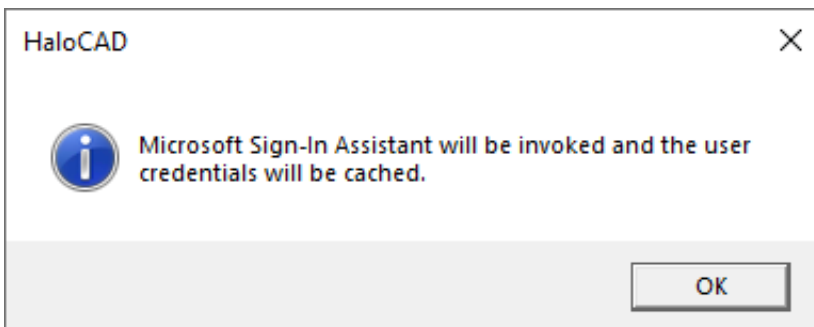 HaloCAD
Microsoft Sign-In Assistant will be invoked and the user
credentials will be cached.
OK